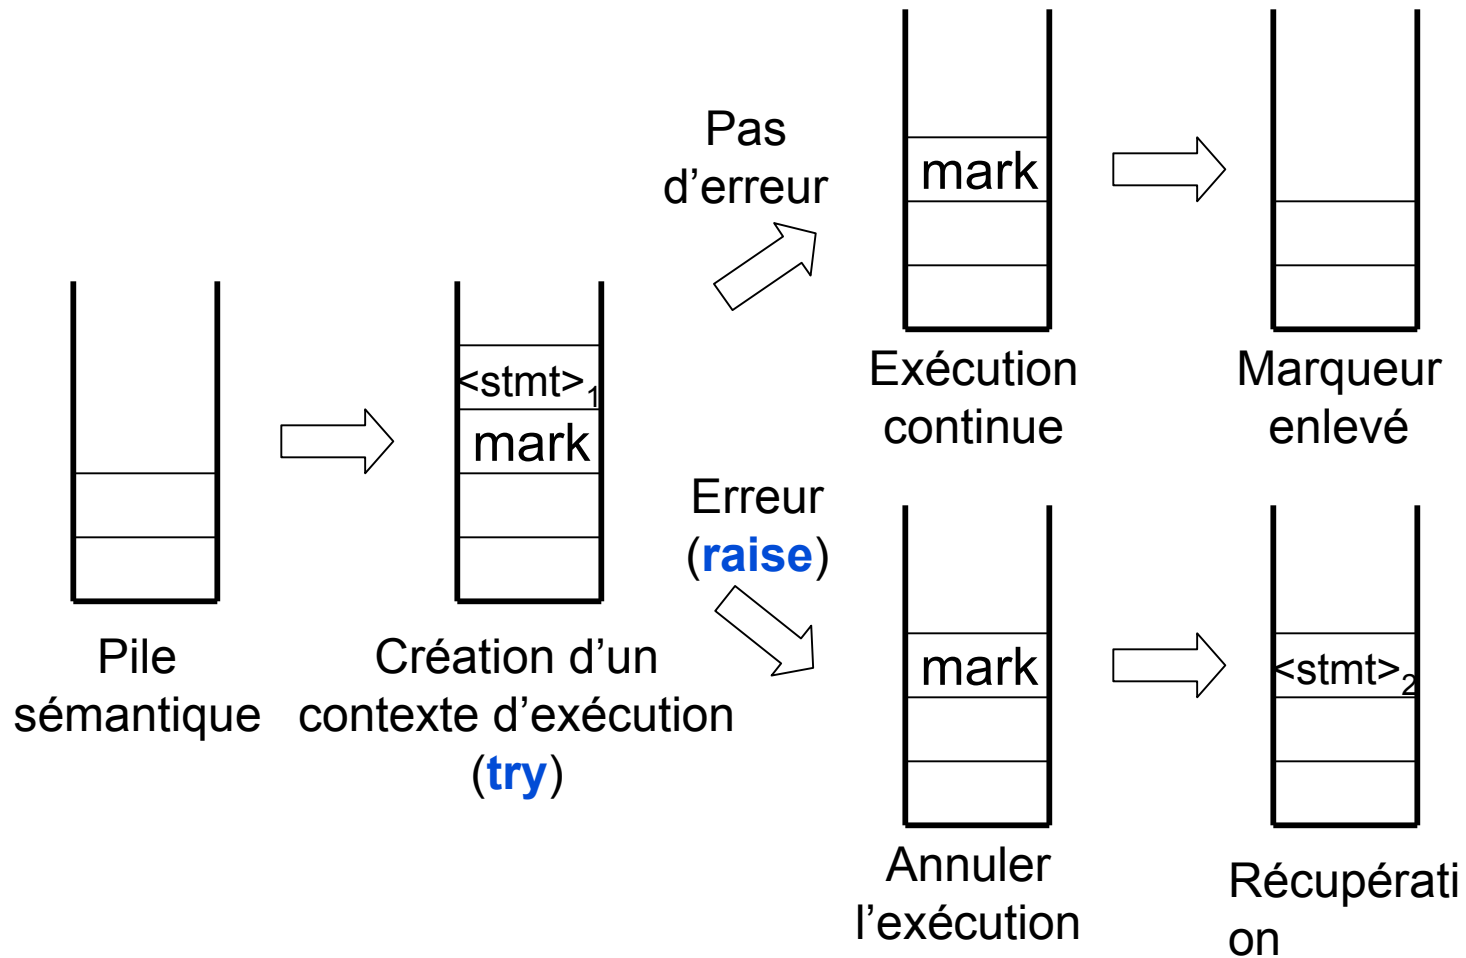 Pile
sémantique
<stmt>₁
mark
Création d’un
contexte d’exécution
(try)
Pas
d’erreur
mark
Exécution
continue
Marqueur
enlevé
Erreur
(raise)
mark
Annuler
l’exécution
<stmt>₂
Récupérati
on